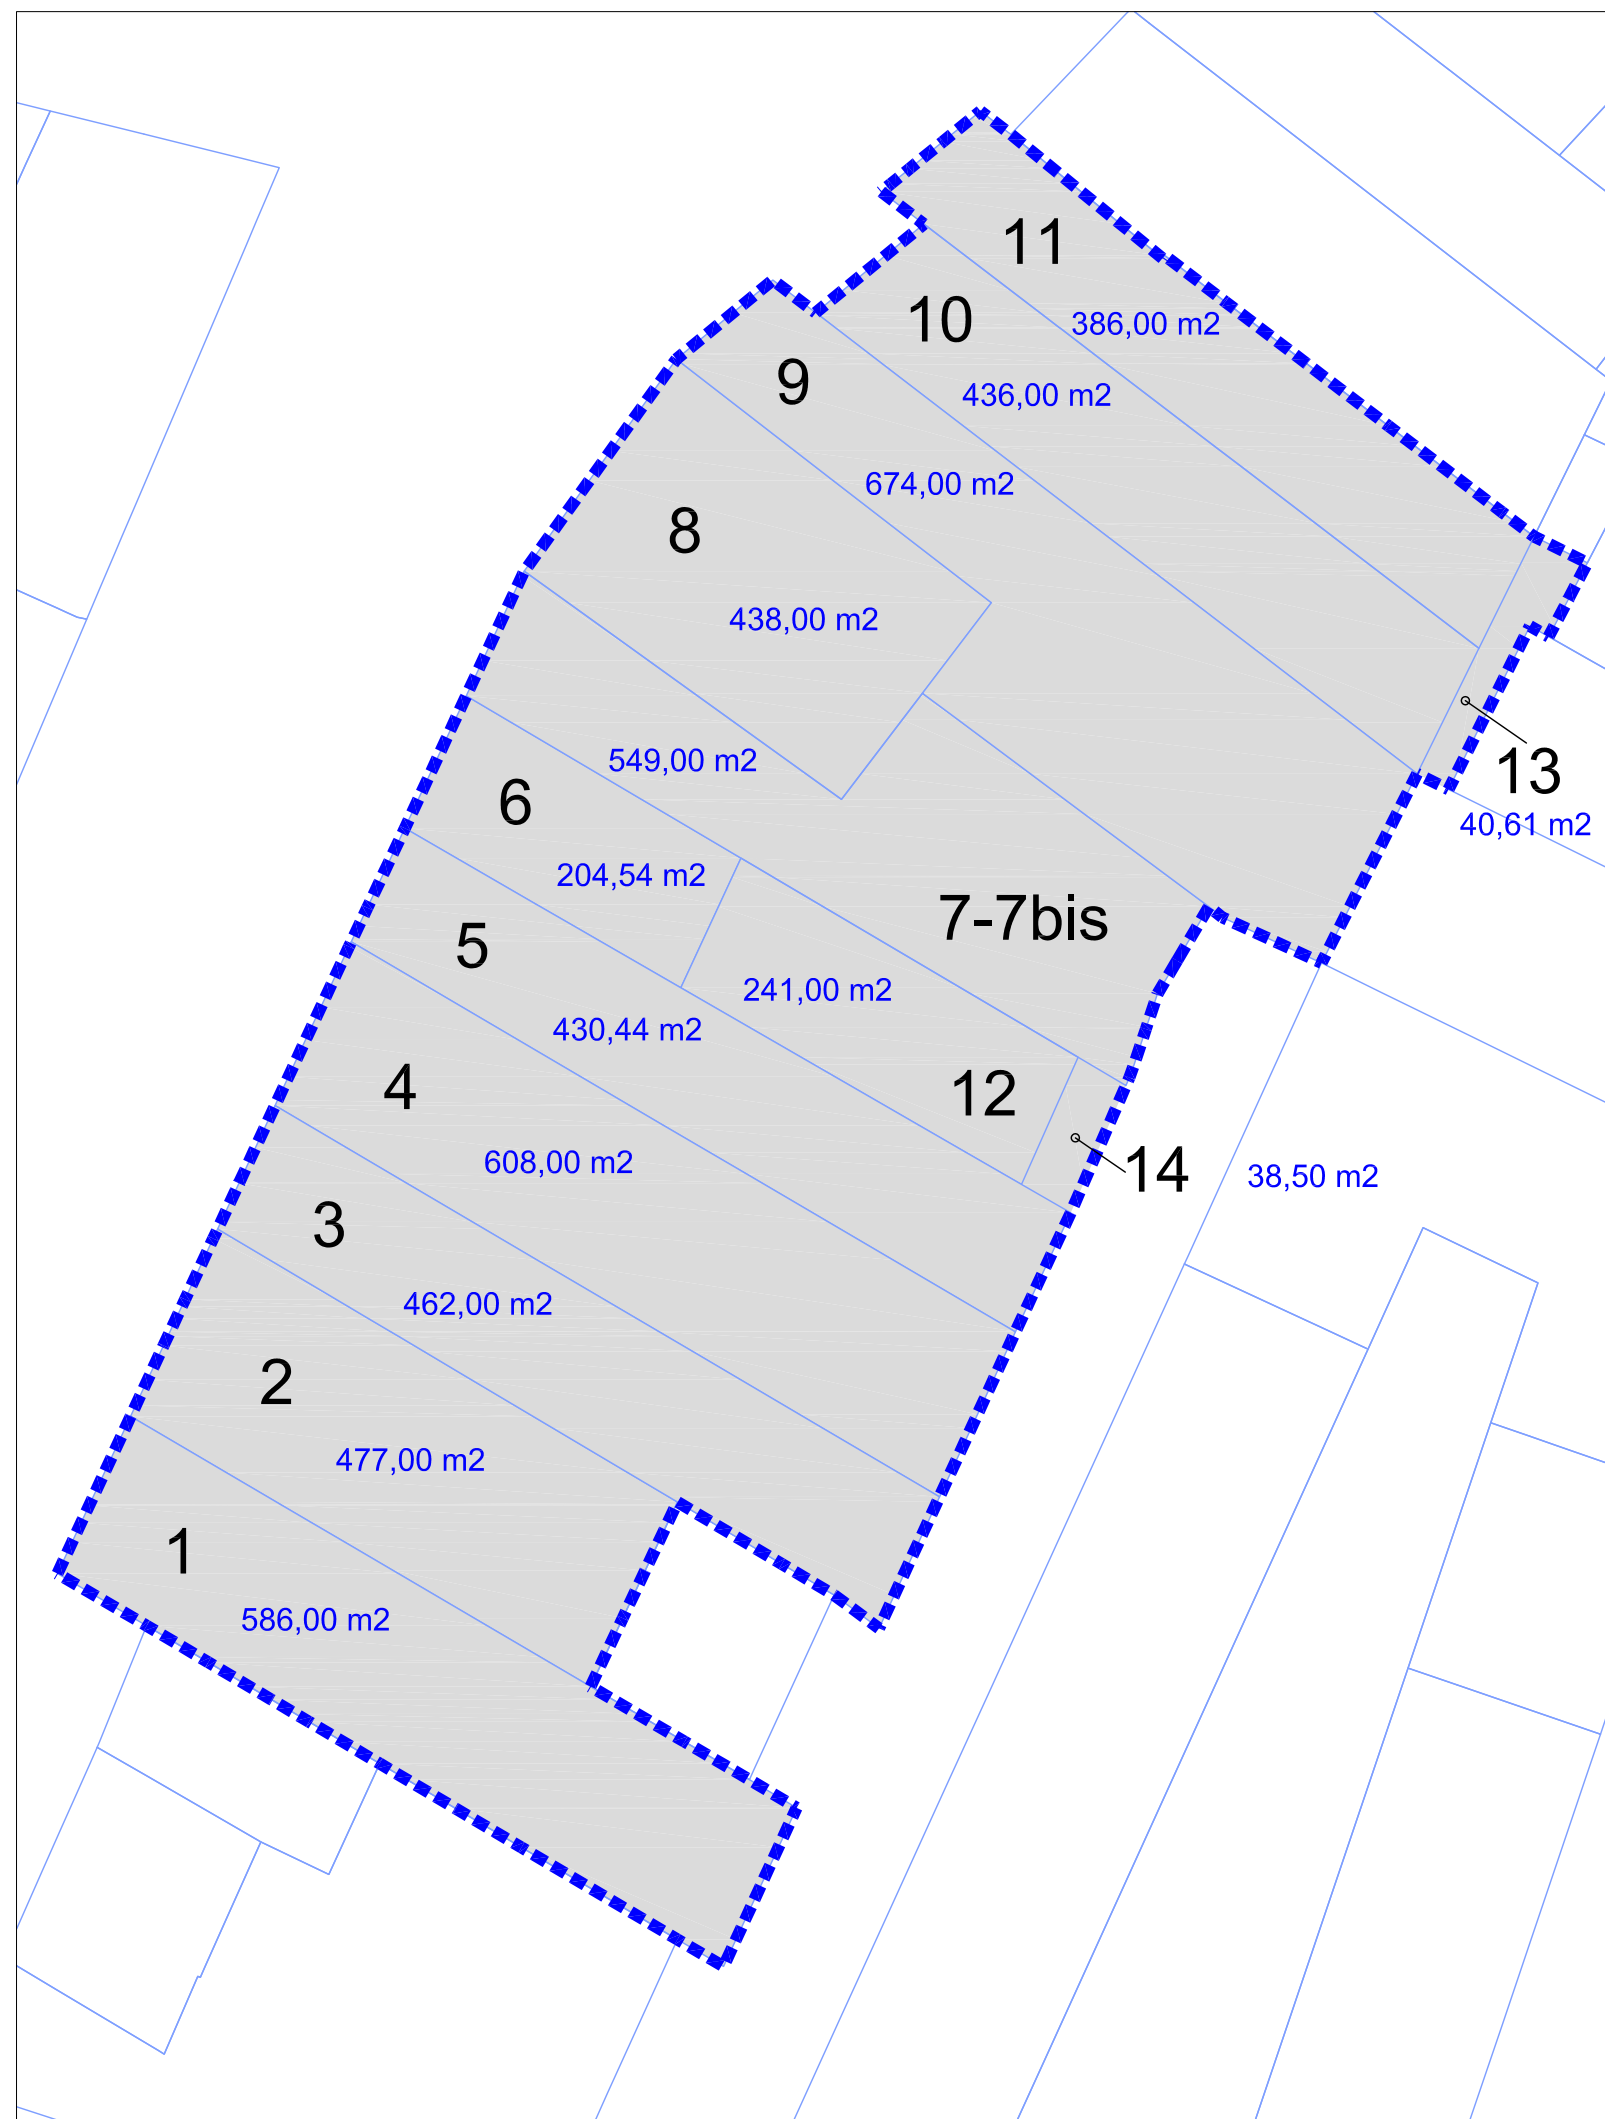 11
10
386,00 m2
9
436,00 m2
674,00 m2
8
438,00 m2
549,00 m2
13
6
40,61 m2
204,54 m2
7-7bis
5
241,00 m2
430,44 m2
4
12
608,00 m2
14
38,50 m2
3
462,00 m2
2
477,00 m2
1
586,00 m2